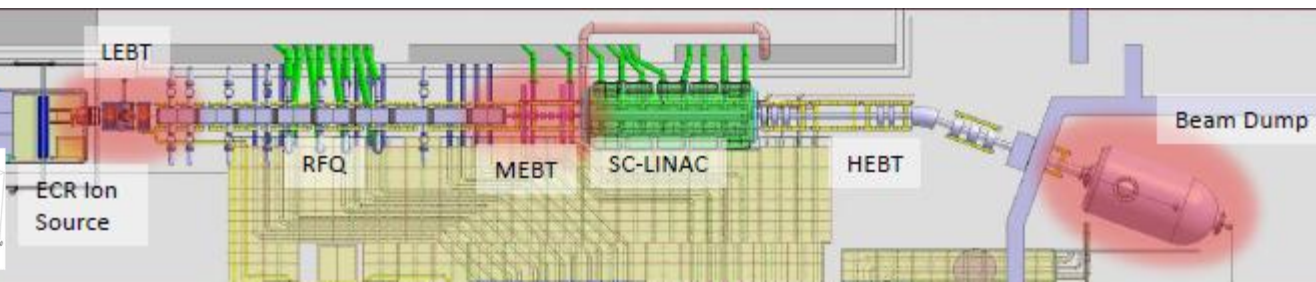 LEBT
Beam Dump
RFQ
MEBT
SC-LINAC
HEBT
ECR Ion
Source